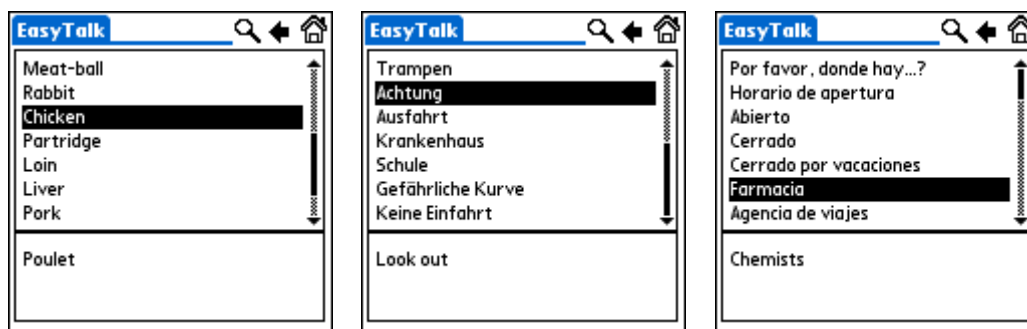 EasyTalk
Meat-ball
Rabbit
Chicken
Partridge
Loin
Liver
Pork
Poulet
EasyTalk
Trampen
Achtung
Ausfahrt
Krankenhaus
Schule
Gefährliche Kurve
Keine Einfahrt
Look out
EasyTalk
Por favor, donde hay...?
Horario de apertura
Abierto
Cerrado
Cerrado por vacaciones
Farmacia
Agencia de viajes
Chemists